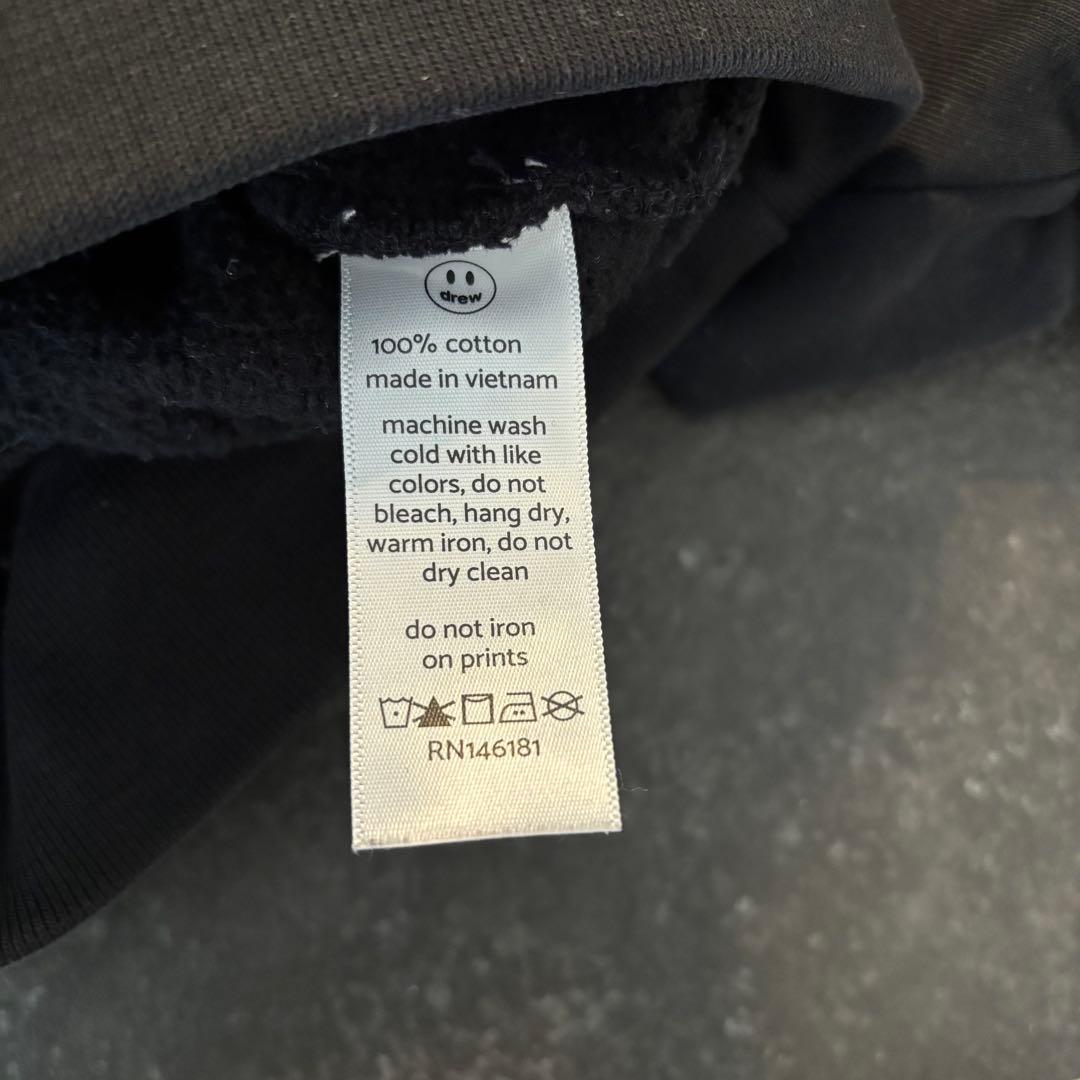 drew
100% cotton
made in vietnam
machine wash
cold with like
colors, do not
bleach, hang dry,
warm iron, do not
dry clean
do not iron
on prints
RN146181